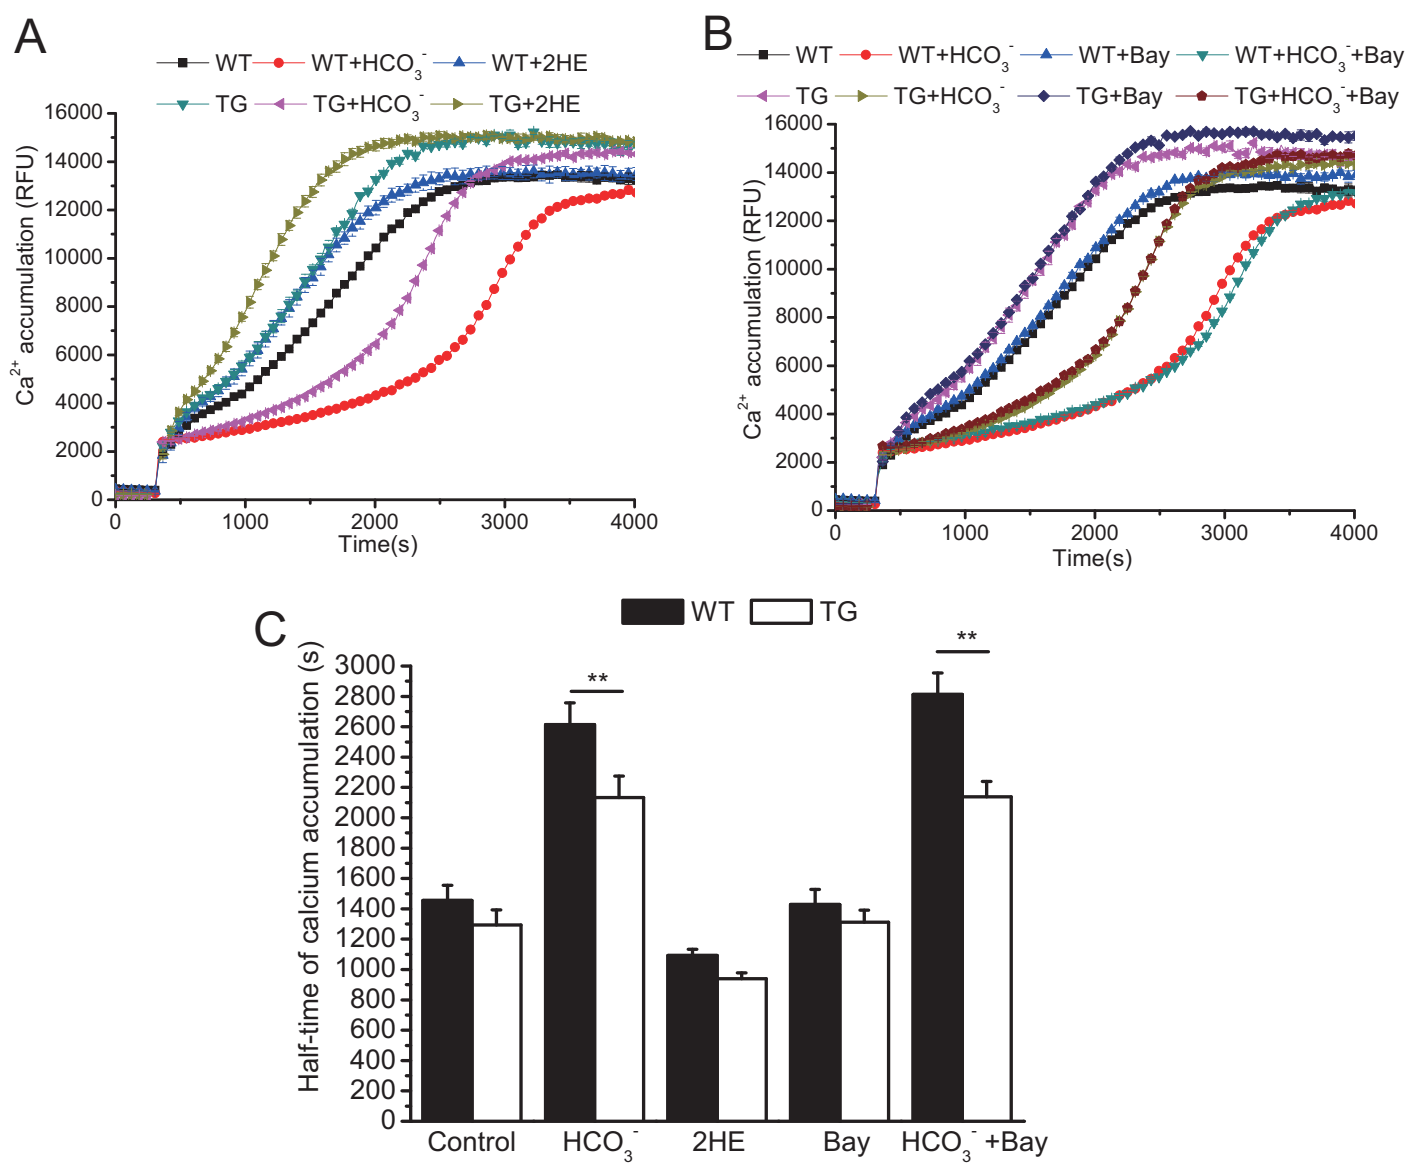 A
WT WT+HCO₃⁻ WT+2HE
TG TG+HCO₃⁻ TG+2HE
16000
14000
12000
10000
8000
6000
4000
2000
0
Ca²⁺ accumulation (RFU)
0 1000 2000 3000 4000
Time(s)
B
WT WT+HCO₃⁻ WT+Bay WT+HCO₃⁻+Bay
TG TG+HCO₃⁻ TG+Bay TG+HCO₃⁻+Bay
16000
14000
12000
10000
8000
6000
4000
2000
0
Ca²⁺ accumulation (RFU)
0 1000 2000 3000 4000
Time(s)
C
WT TG
3000
2800
2600
2400
2200
2000
1800
1600
1400
1200
1000
800
600
400
200
0
Half-time of calcium accumulation (s)
**
**
Control HCO₃⁻ 2HE Bay HCO₃⁻ +Bay